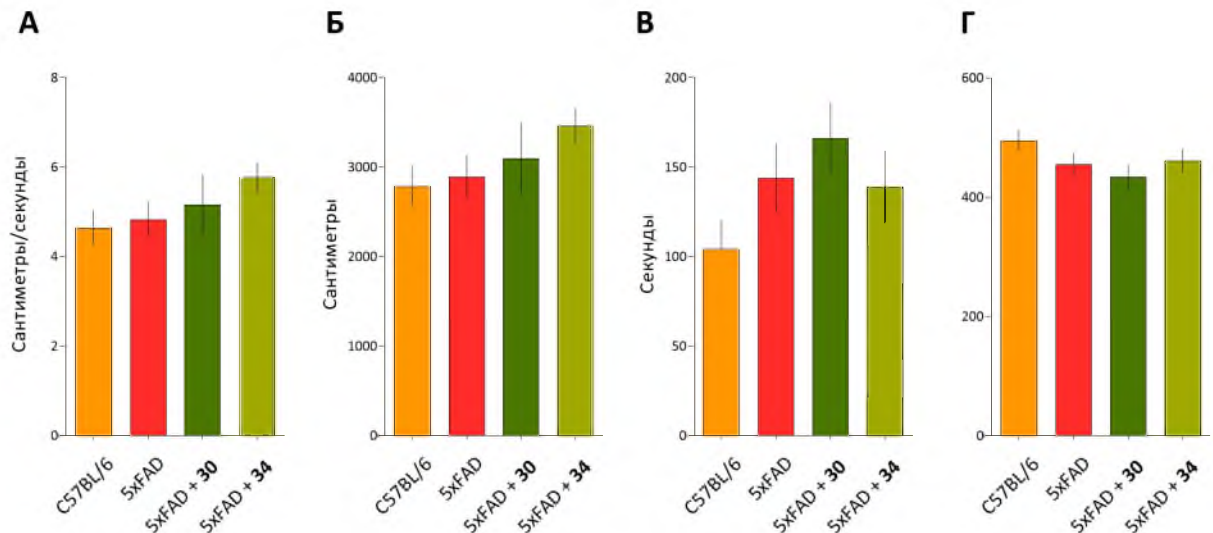 А
Б
В
Г
Сантиметры/секунды
8
6
4
2
0
C57BL/6
5xFAD
5xFAD + 30
5xFAD + 34
Сантиметры
4000
3000
2000
1000
0
C57BL/6
5xFAD
5xFAD + 30
5xFAD + 34
Секунды
200
150
100
50
0
C57BL/6
5xFAD
5xFAD + 30
5xFAD + 34
600
400
200
0
C57BL/6
5xFAD
5xFAD + 30
5xFAD + 34